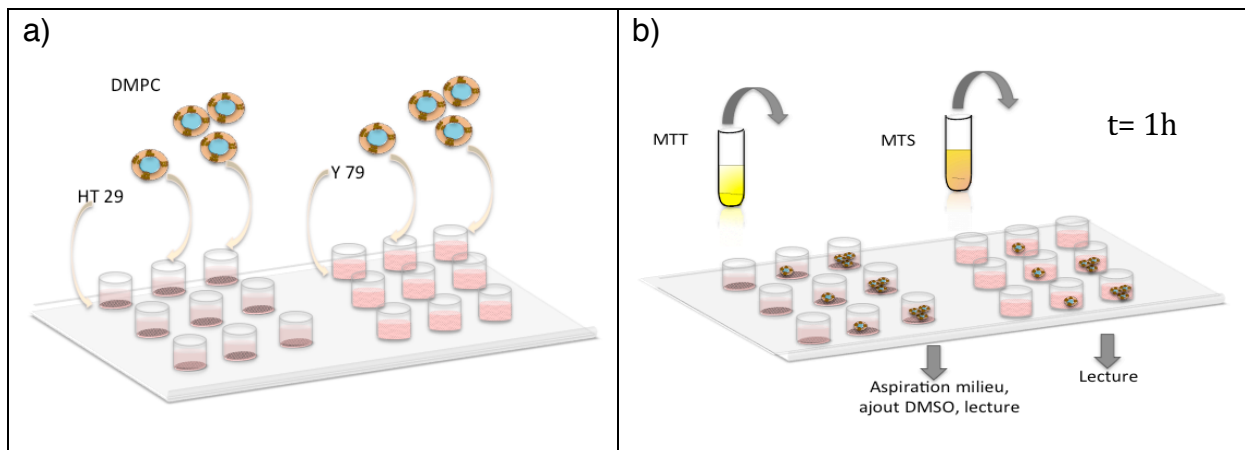 a)
DMPC
HT 29
Y 79
b)
MTT
MTS
t= 1h
Aspiration milieu,
ajout DMSO, lecture
Lecture